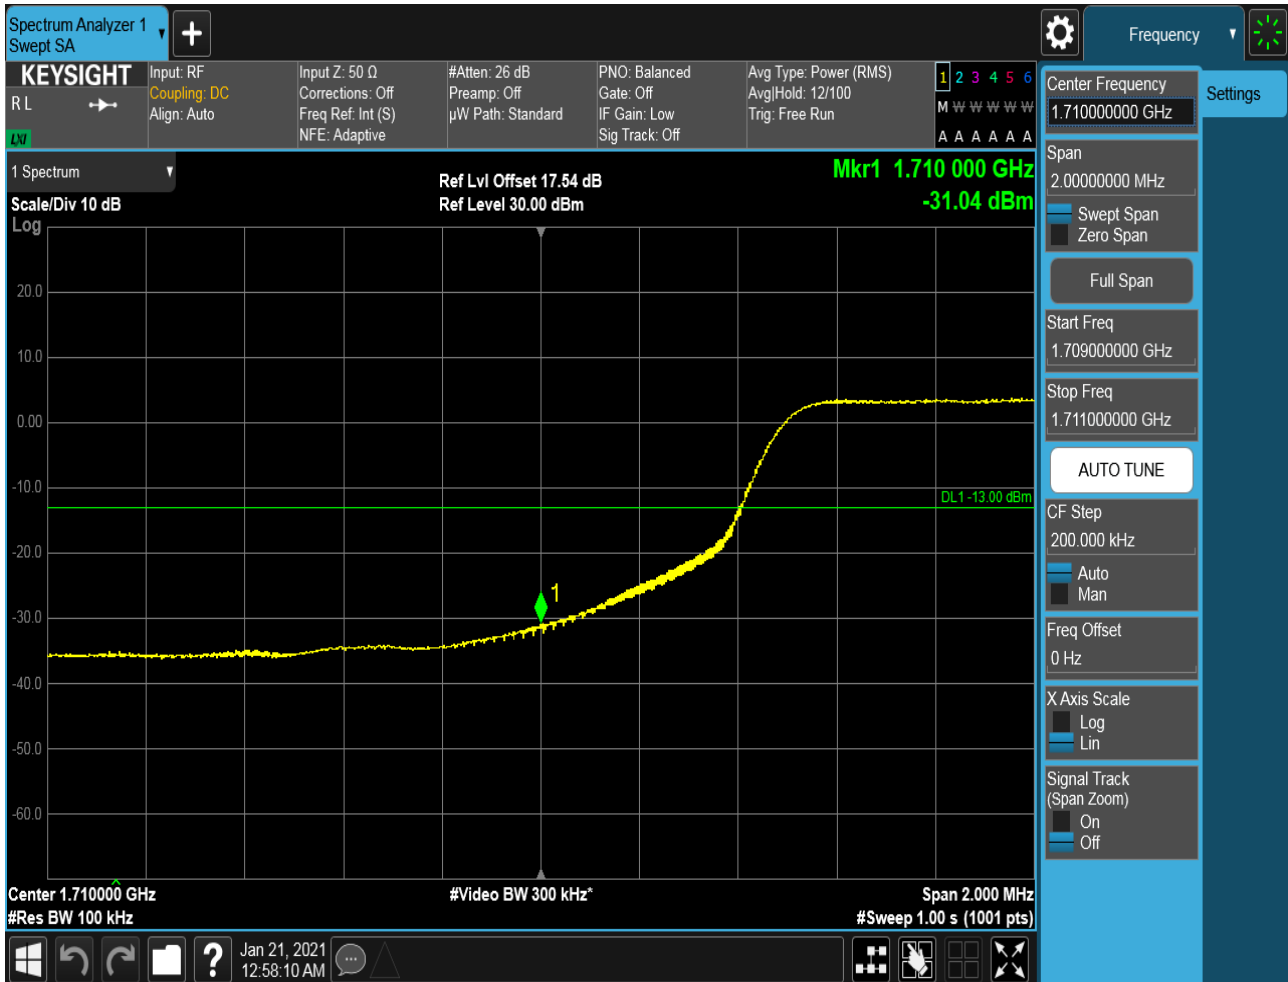 Spectrum Analyzer 1
Swept SA
+
Frequency
KEYSIGHT
R L
LXI
Input: RF
Coupling: DC
Align: Auto
Input Z: 50 Ω
Corrections: Off
Freq Ref: Int (S)
NFE: Adaptive
#Atten: 26 dB
Preamp: Off
µW Path: Standard
PNO: Balanced
Gate: Off
IF Gain: Low
Sig Track: Off
Avg Type: Power (RMS)
Avg|Hold: 12/100
Trig: Free Run
1 2 3 4 5 6
M W W W W W
A A A A A A
1 Spectrum
Scale/Div 10 dB
Log
Ref Lvl Offset 17.54 dB
Ref Level 30.00 dBm
Mkr1 1.710 000 GHz
-31.04 dBm
20.0
10.0
0.00
-10.0
DL1 -13.00 dBm
-20.0
1
-30.0
-40.0
-50.0
-60.0
Center 1.710000 GHz
#Video BW 300 kHz*
Span 2.000 MHz
#Res BW 100 kHz
#Sweep 1.00 s (1001 pts)
Center Frequency
1.710000000 GHz
Settings
Span
2.00000000 MHz
Swept Span
Zero Span
Full Span
Start Freq
1.709000000 GHz
Stop Freq
1.711000000 GHz
AUTO TUNE
CF Step
200.000 kHz
Auto
Man
Freq Offset
0 Hz
X Axis Scale
Log
Lin
Signal Track
(Span Zoom)
On
Off
?
Jan 21, 2021
12:58:10 AM